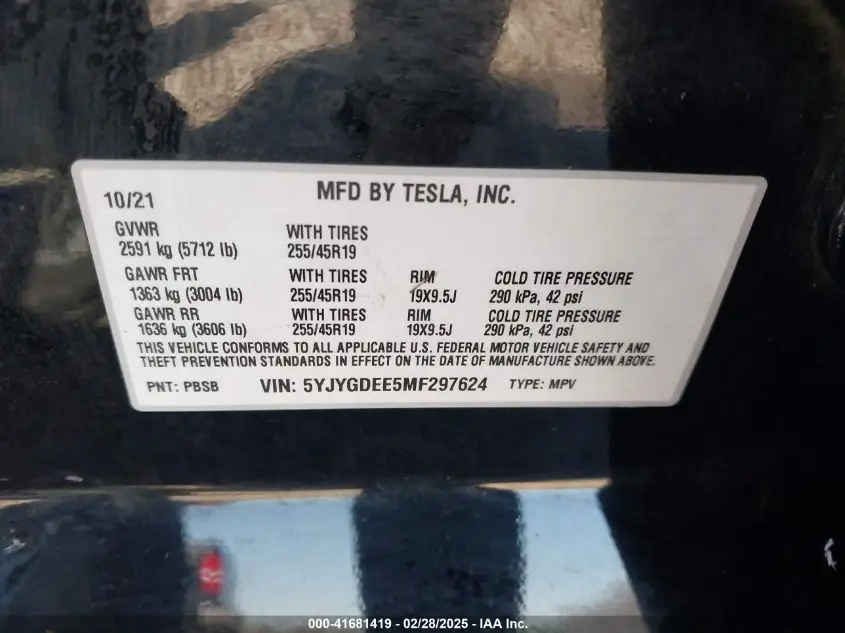 10/21 MFD BY TESLA, INC.
GVWR WITH TIRES
2591 kg (5712 lb) 255/45R19
GAWR FRT WITH TIRES RIM COLD TIRE PRESSURE
1363 kg (3004 lb) 255/45R19 19X9.5J 290 kPa, 42 psi
GAWR RR WITH TIRES RIM COLD TIRE PRESSURE
1636 kg (3606 lb) 255/45R19 19X9.5J 290 kPa, 42 psi
THIS VEHICLE CONFORMS TO ALL APPLICABLE U.S. FEDERAL MOTOR VEHICLE SAFETY AND
THEFT PREVENTION STANDARDS IN EFFECT ON THE DATE OF MANUFACTURE SHOWN ABOVE.
PNT: PBSB VIN: 5YJYGDEE5MF297624 TYPE: MPV
000-41681419 - 02/28/2025 - IAA Inc.